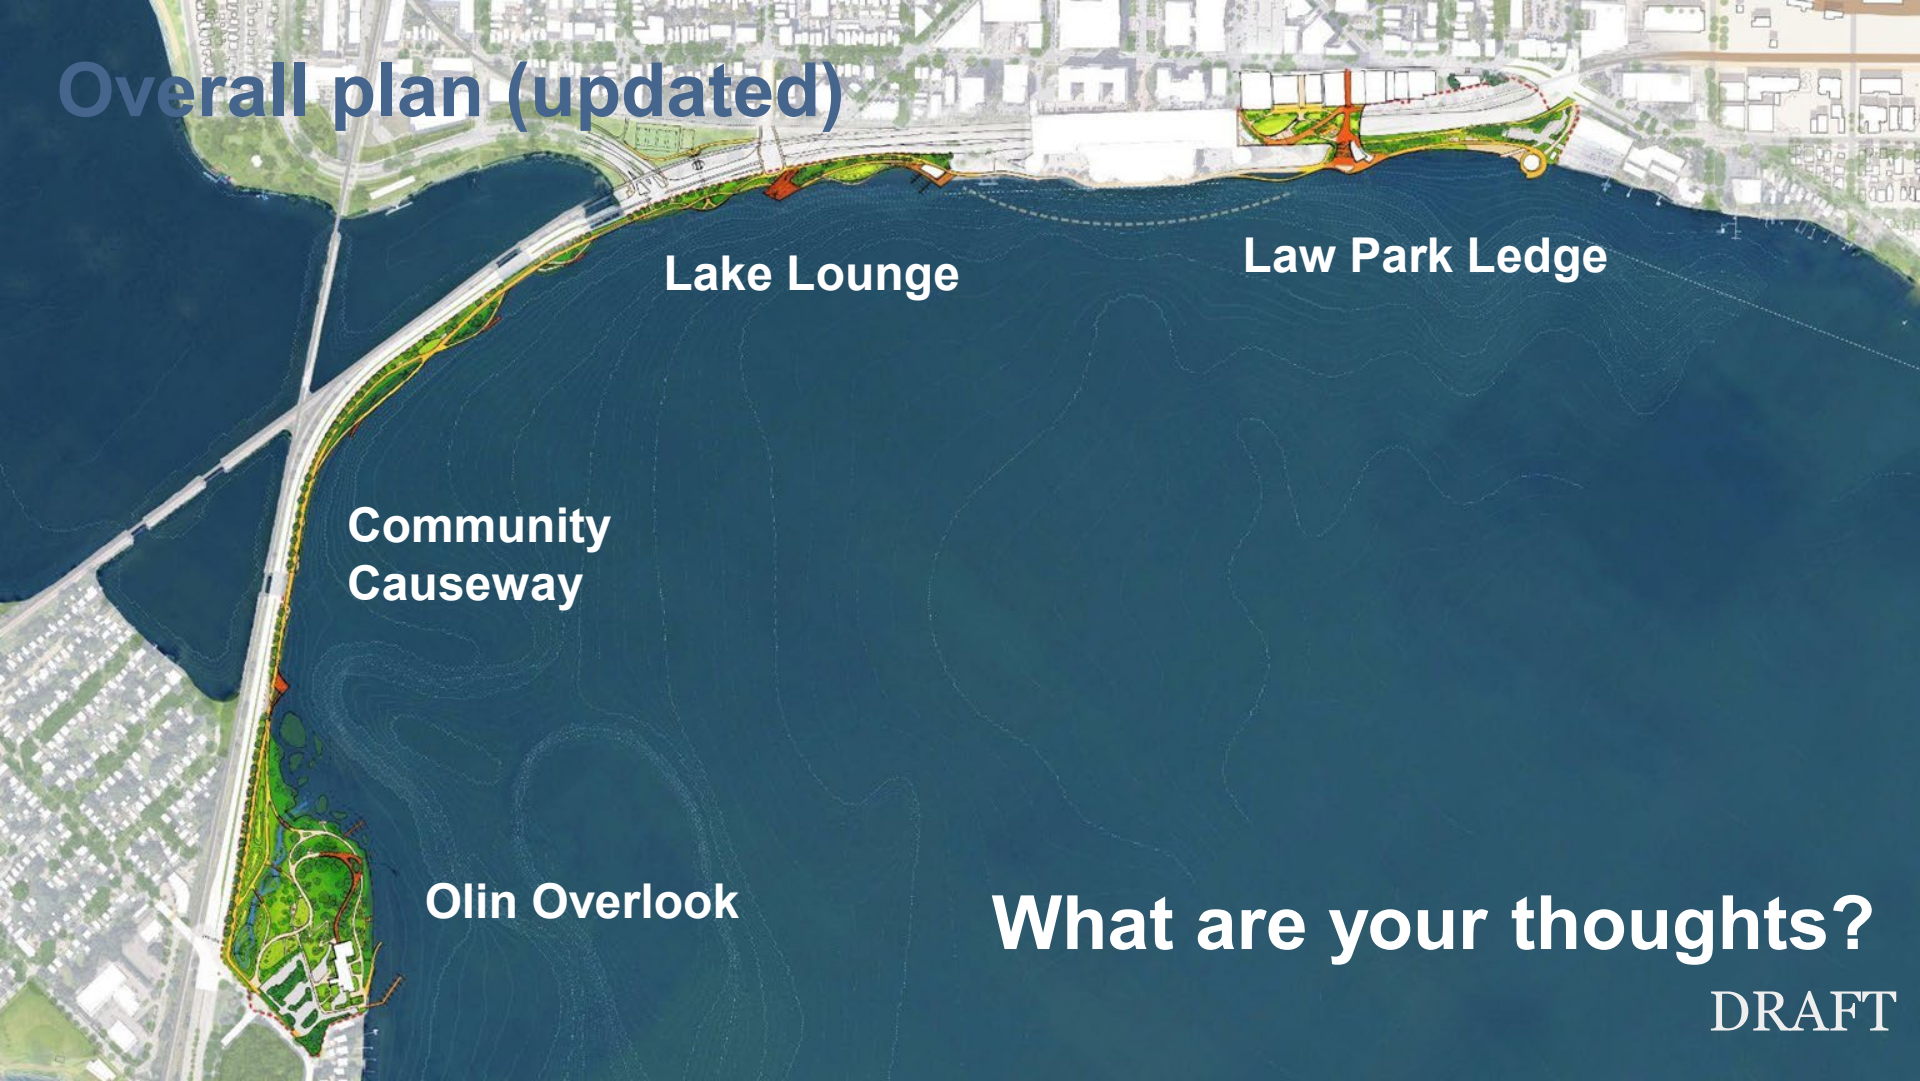 Overall plan (updated)
Lake Lounge
Law Park Ledge
Community
Causeway
Olin Overlook
What are your thoughts?
DRAFT